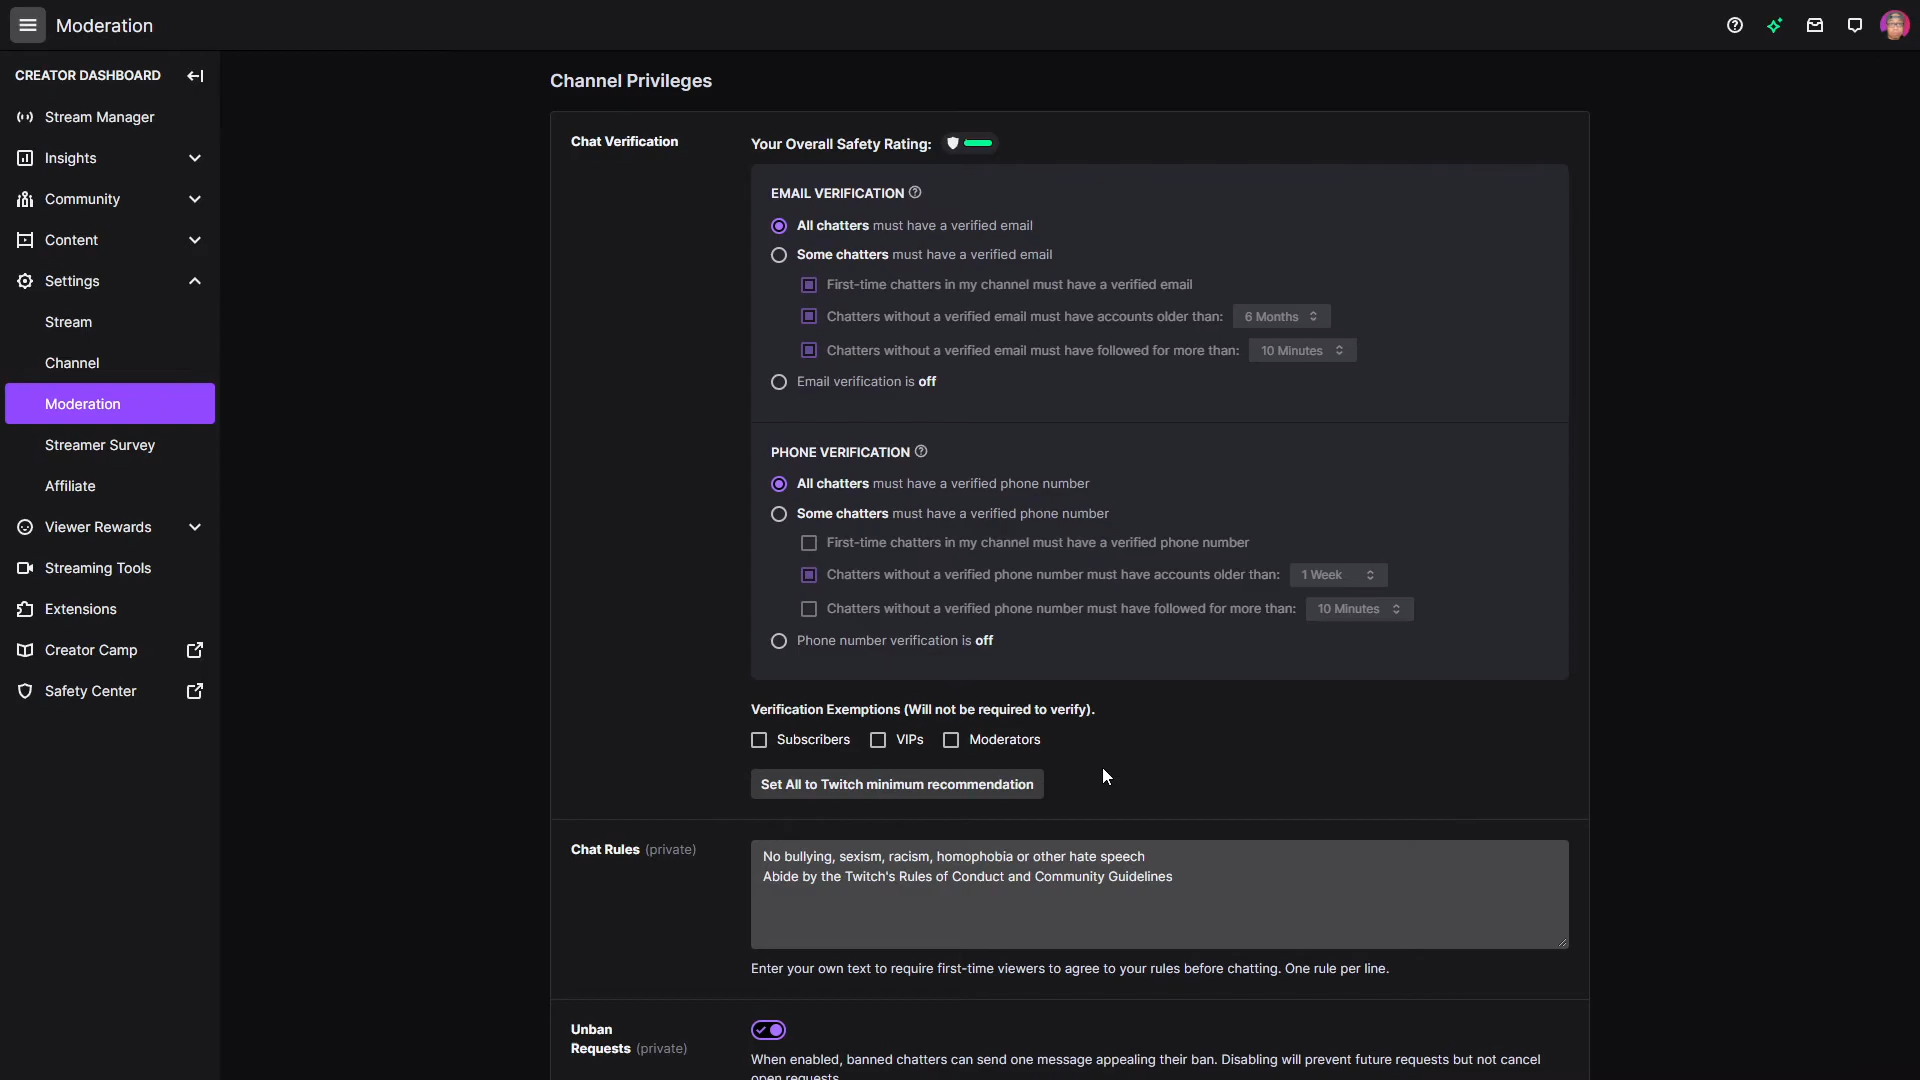 Moderation
CREATOR DASHBOARD
Stream Manager
Insights
Community
Content
Settings
Stream
Channel
Moderation
Streamer Survey
Affiliate
Viewer Rewards
Streaming Tools
Extensions
Creator Camp
Safety Center
Channel Privileges
Chat Verification
Your Overall Safety Rating:
EMAIL VERIFICATION
All chatters must have a verified email
Some chatters must have a verified email
First-time chatters in my channel must have a verified email
Chatters without a verified email must have accounts older than: 6 Months
Chatters without a verified email must have followed for more than: 10 Minutes
Email verification is off
PHONE VERIFICATION
All chatters must have a verified phone number
Some chatters must have a verified phone number
First-time chatters in my channel must have a verified phone number
Chatters without a verified phone number must have accounts older than: 1 Week
Chatters without a verified phone number must have followed for more than: 10 Minutes
Phone number verification is off
Verification Exemptions (Will not be required to verify).
Subscribers VIPs Moderators
Set All to Twitch minimum recommendation
Chat Rules (private)
No bullying, sexism, racism, homophobia or other hate speech
Abide by the Twitch's Rules of Conduct and Community Guidelines
Enter your own text to require first-time viewers to agree to your rules before chatting. One rule per line.
Unban
Requests (private)
When enabled, banned chatters can send one message appealing their ban. Disabling will prevent future requests but not cancel
open requests.